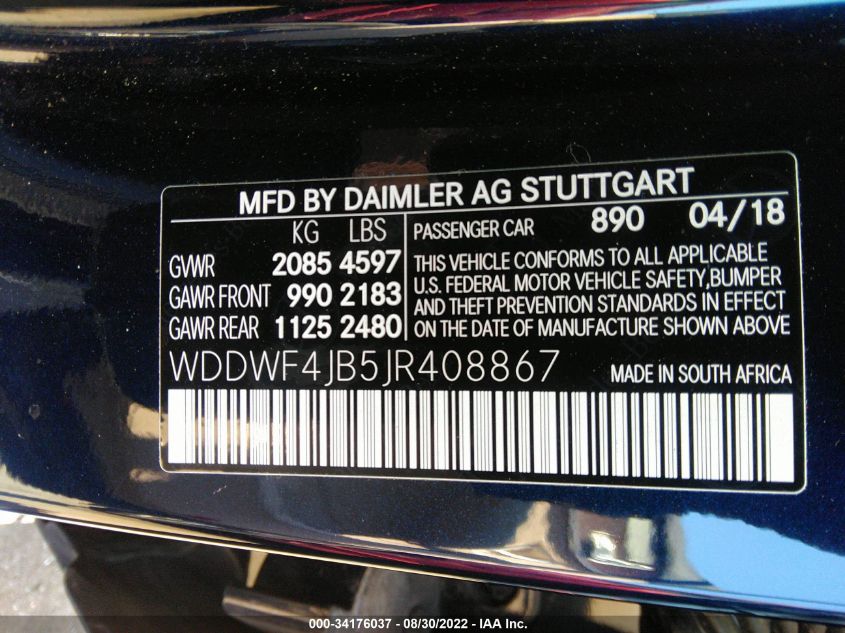 MFD BY DAIMLER AG STUTTGART
KG LBS
GVWR 2085 4597
GAWR FRONT 990 2183
GAWR REAR 1125 2480
PASSENGER CAR 890 04/18
THIS VEHICLE CONFORMS TO ALL APPLICABLE
U.S. FEDERAL MOTOR VEHICLE SAFETY,BUMPER
AND THEFT PREVENTION STANDARDS IN EFFECT
ON THE DATE OF MANUFACTURE SHOWN ABOVE
WDDWF4JB5JR408867 MADE IN SOUTH AFRICA
000-34176037 - 08/30/2022 - IAA Inc.